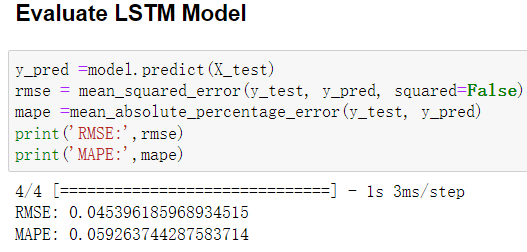 Evaluate LSTM Model
y_pred =model.predict(X_test)
rmse = mean_squared_error(y_test, y_pred, squared=False)
mape =mean_absolute_percentage_error(y_test, y_pred)
print('RMSE:',rmse)
print('MAPE:',mape)
4/4 [==============================] - 1s 3ms/step
RMSE: 0.045396185968934515
MAPE: 0.059263744287583714